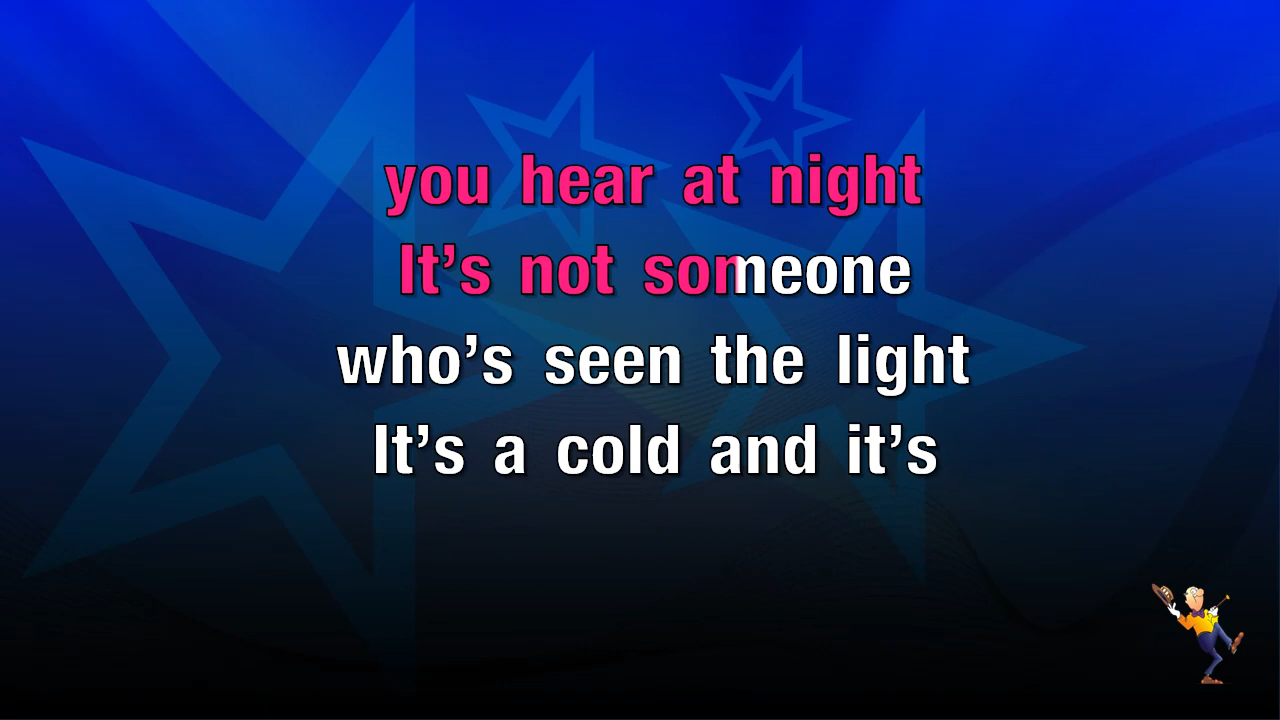 you hear at night
It’s not someone
who’s seen the light
It’s a cold and it’s